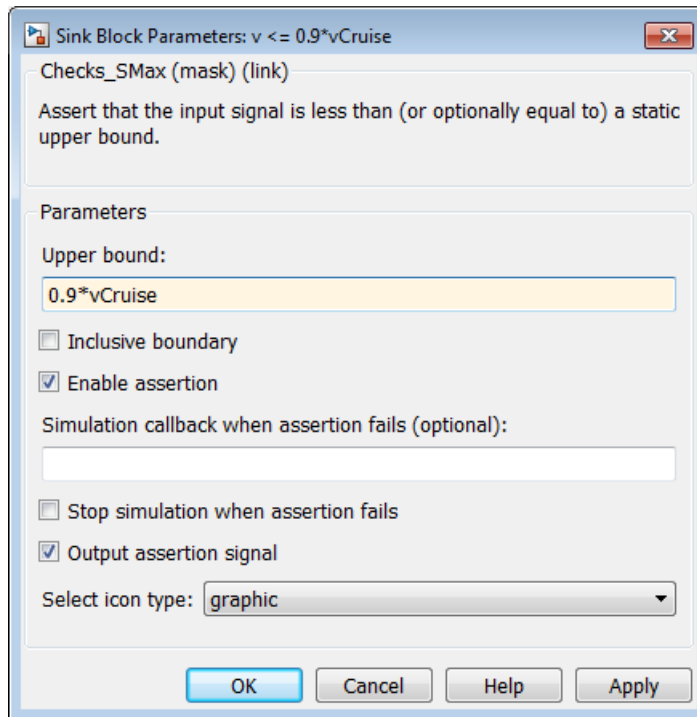 Sink Block Parameters: v <= 0.9*vCruise
Checks_SMax (mask) (link)
Assert that the input signal is less than (or optionally equal to) a static
upper bound.
Parameters
Upper bound:
0.9*vCruise
Inclusive boundary
Enable assertion
Simulation callback when assertion fails (optional):
Stop simulation when assertion fails
Output assertion signal
Select icon type: graphic
OK Cancel Help Apply